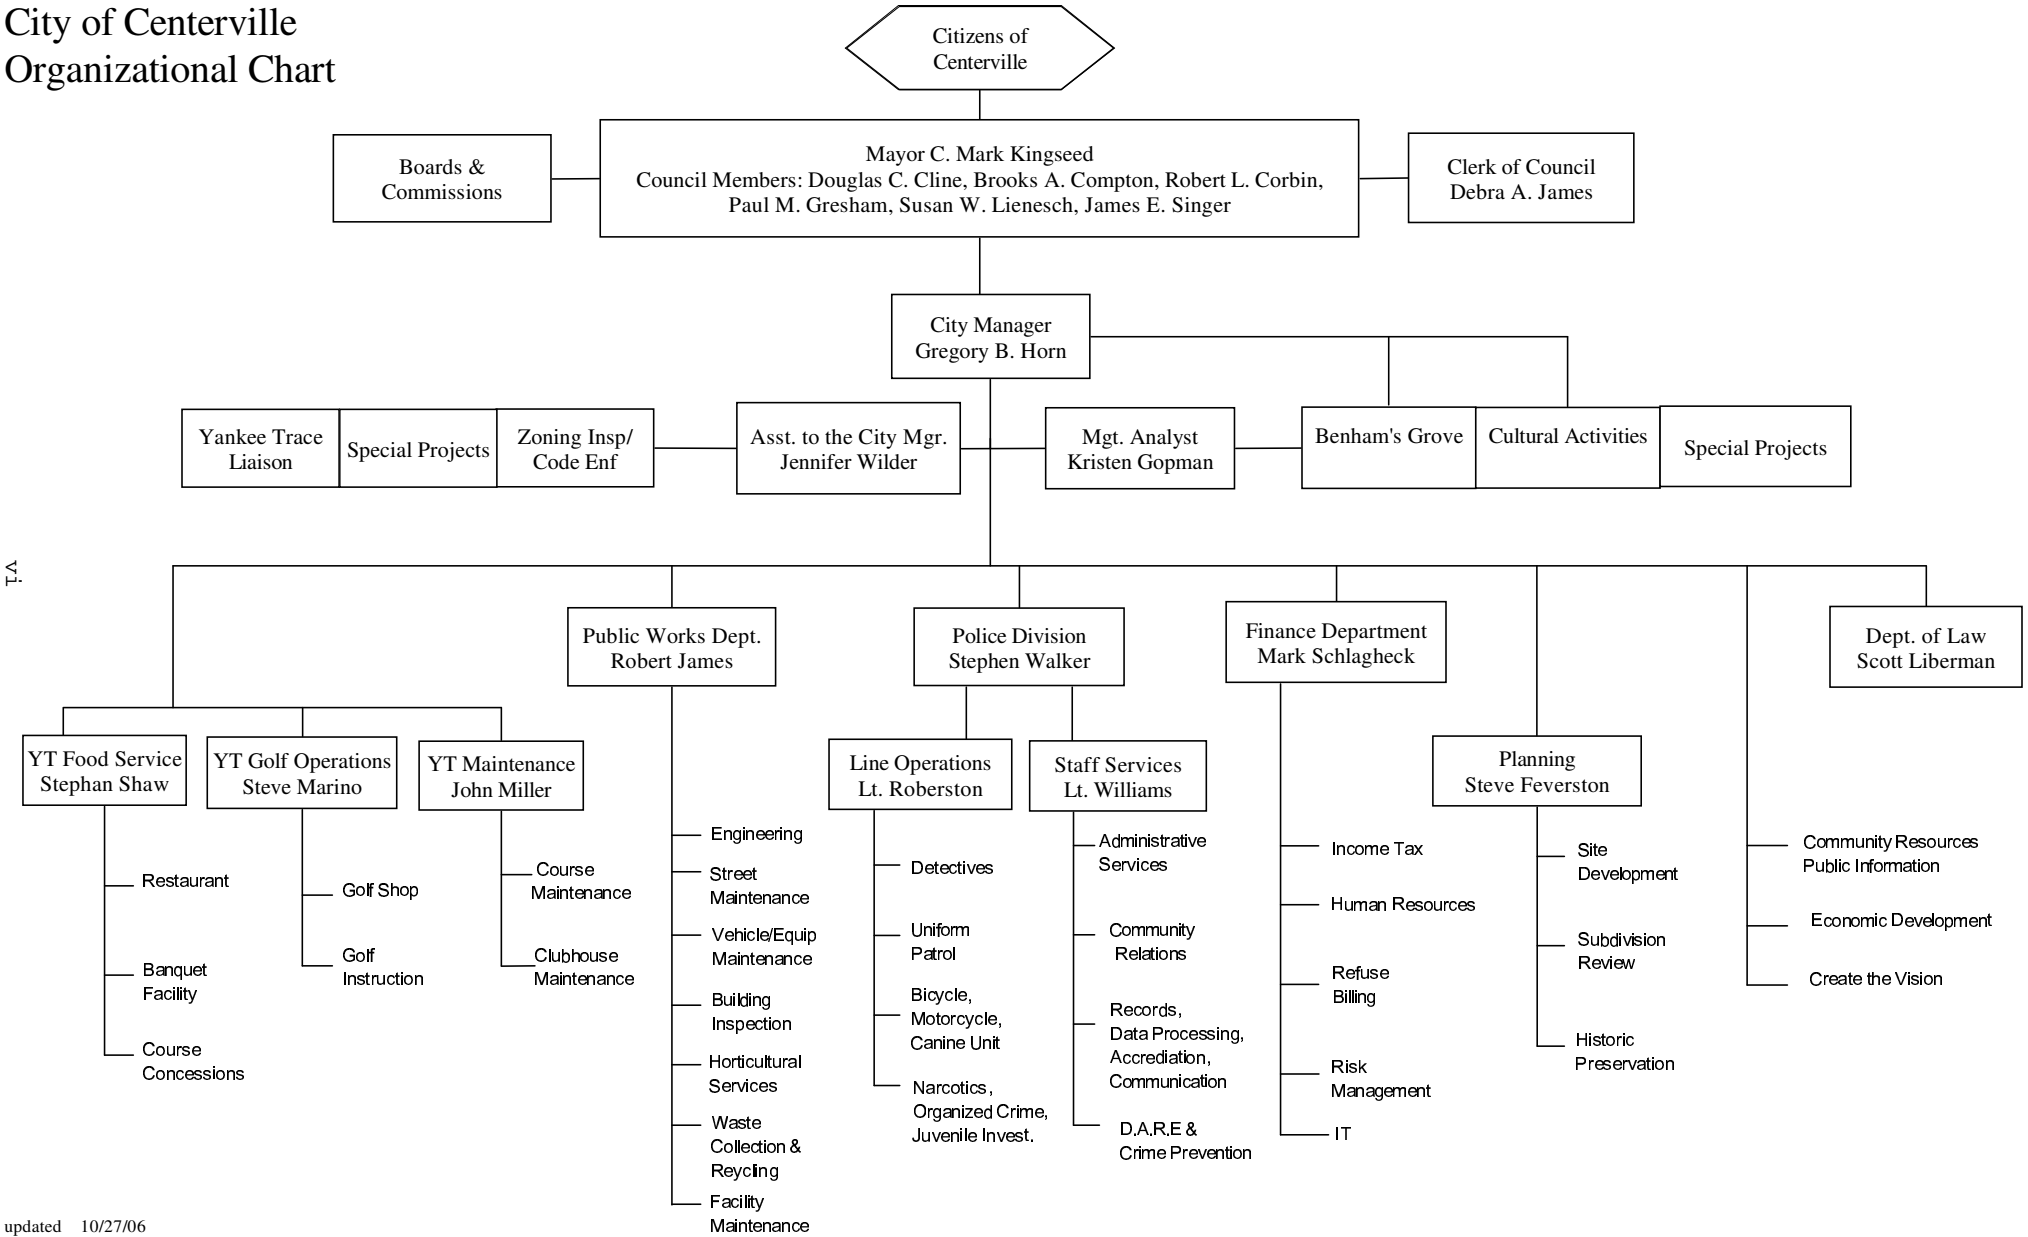 City of Centerville
Organizational Chart
Citizens of
Centerville
Boards &
Commissions
Mayor C. Mark Kingseed
Council Members: Douglas C. Cline, Brooks A. Compton, Robert L. Corbin,
Paul M. Gresham, Susan W. Lienesch, James E. Singer
Clerk of Council
Debra A. James
City Manager
Gregory B. Horn
Yankee Trace
Liaison
Special Projects
Zoning Insp/
Code Enf
Asst. to the City Mgr.
Jennifer Wilder
Mgt. Analyst
Kristen Gopman
Benham's Grove
Cultural Activities
Special Projects
vi
Public Works Dept.
Robert James
Police Division
Stephen Walker
Finance Department
Mark Schlagheck
Dept. of Law
Scott Liberman
YT Food Service
Stephan Shaw
YT Golf Operations
Steve Marino
YT Maintenance
John Miller
Line Operations
Lt. Roberston
Staff Services
Lt. Williams
Planning
Steve Feverston
Restaurant
Banquet
Facility
Course
Concessions
Golf Shop
Golf
Instruction
Course
Maintenance
Clubhouse
Maintenance
Engineering
Street
Maintenance
Vehicle/Equip
Maintenance
Building
Inspection
Horticultural
Services
Waste
Collection &
Reycling
Facility
Maintenance
Detectives
Uniform
Patrol
Bicycle,
Motorcycle,
Canine Unit
Narcotics,
Organized Crime,
Juvenile Invest.
Administrative
Services
Community
Relations
Records,
Data Processing,
Accrediation,
Communication
D.A.R.E &
Crime Prevention
Income Tax
Human Resources
Refuse
Billing
Risk
Management
IT
Site
Development
Subdivision
Review
Historic
Preservation
Community Resources
Public Information
Economic Development
Create the Vision
updated 10/27/06